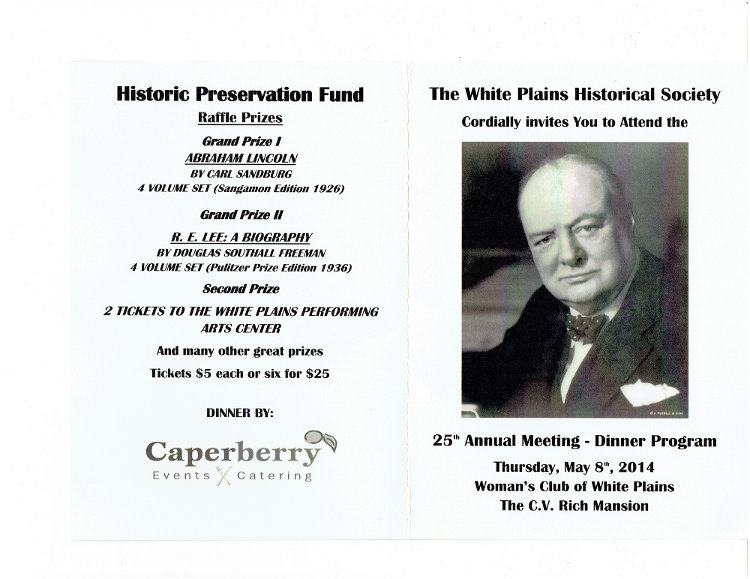 Historic Preservation Fund
Raffle Prizes
Grand Prize I
ABRAHAM LINCOLN
BY CARL SANDBURG
4 VOLUME SET (Sangamon Edition 1926)
Grand Prize II
R. E. LEE: A BIOGRAPHY
BY DOUGLAS SOUTHALL FREEMAN
4 VOLUME SET (Pulitzer Prize Edition 1936)
Second Prize
2 TICKETS TO THE WHITE PLAINS PERFORMING
ARTS CENTER
And many other great prizes
Tickets $5 each or six for $25
DINNER BY:
Caperberry
Events Catering
The White Plains Historical Society
Cordially invites You to Attend the
25th Annual Meeting - Dinner Program
Thursday, May 8th, 2014
Woman's Club of White Plains
The C.V. Rich Mansion